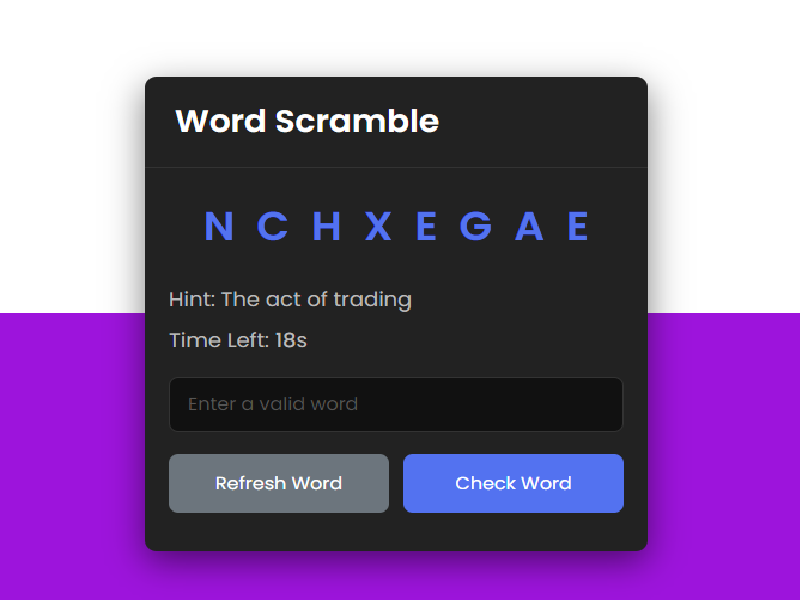 Word Scramble
N C H X E G A E
Hint: The act of trading
Time Left: 18s
Enter a valid word
Refresh Word
Check Word